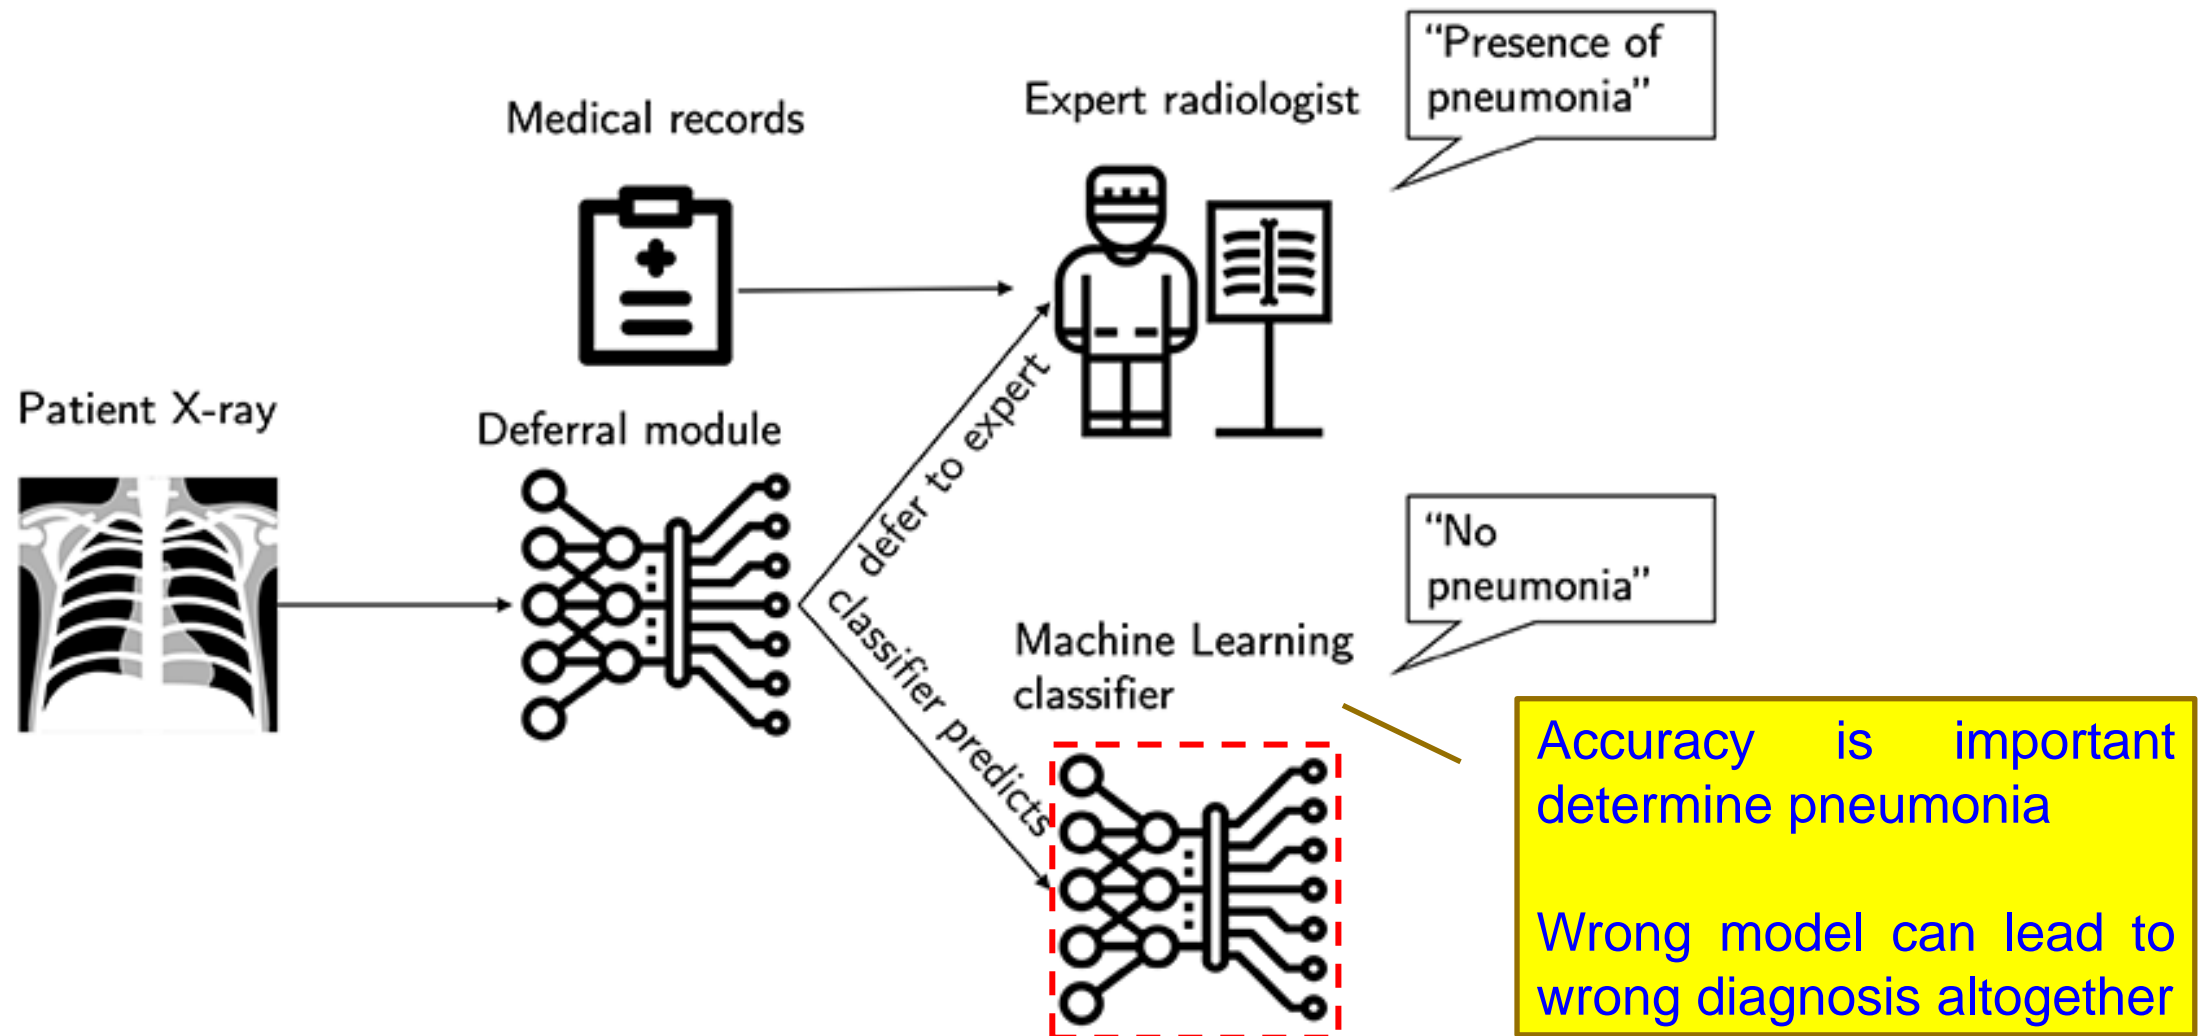 Medical records
Expert radiologist
“Presence of
pneumonia”
Patient X-ray
Deferral module
defer to expert
classifier predicts
“No
pneumonia”
Machine Learning
classifier
Accuracy is important
determine pneumonia
Wrong model can lead to
wrong diagnosis altogether